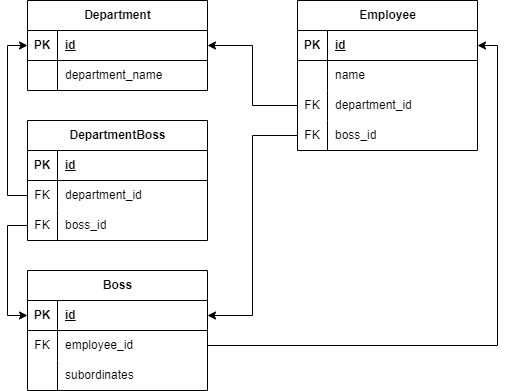 Department
PK id
department_name
Employee
PK id
name
FK department_id
FK boss_id
DepartmentBoss
PK id
FK department_id
FK boss_id
Boss
PK id
FK employee_id
subordinates